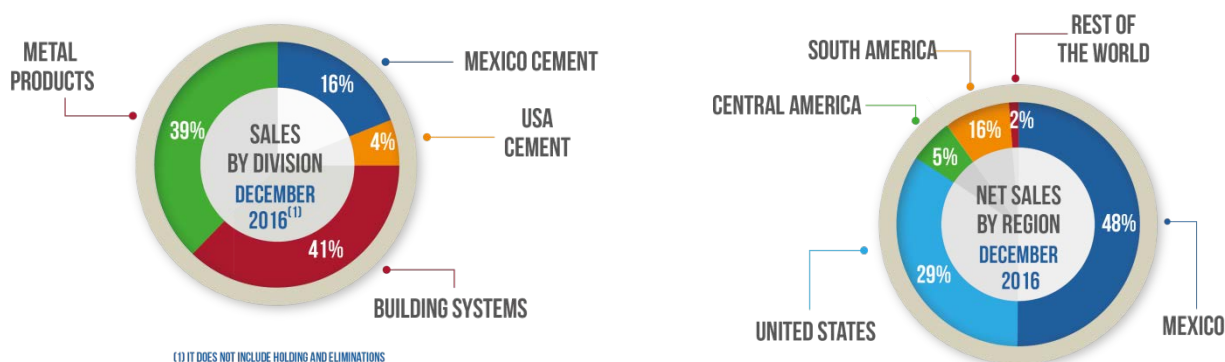 METAL
PRODUCTS
MEXICO CEMENT
16%
USA
CEMENT
4%
39%
SALES
BY DIVISION
DECEMBER
2016(1)
41%
BUILDING SYSTEMS
(1) IT DOES NOT INCLUDE HOLDING AND ELIMINATIONS
REST OF
THE WORLD
SOUTH AMERICA
CENTRAL AMERICA
2%
16%
5%
NET SALES
BY REGION
DECEMBER
2016
48%
29%
UNITED STATES
MEXICO